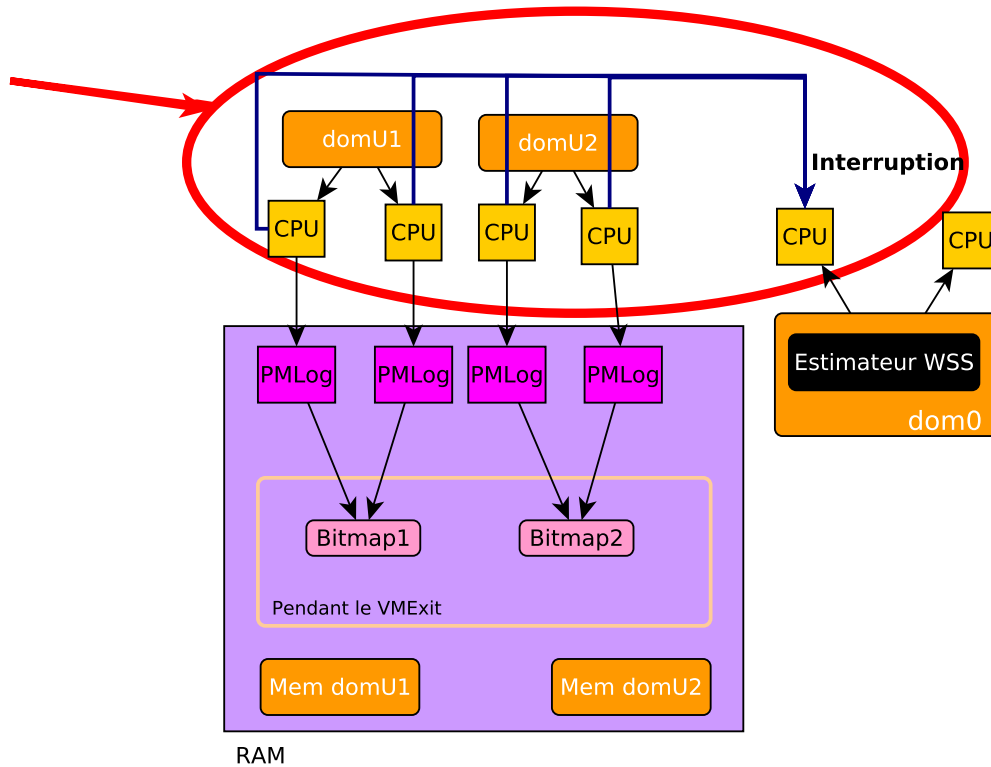 domU1
domU2
Interruption
CPU
CPU
CPU
CPU
CPU
CPU
PMLog
PMLog
PMLog
PMLog
Estimateur WSS
dom0
Bitmap1
Bitmap2
Pendant le VMExit
Mem domU1
Mem domU2
RAM